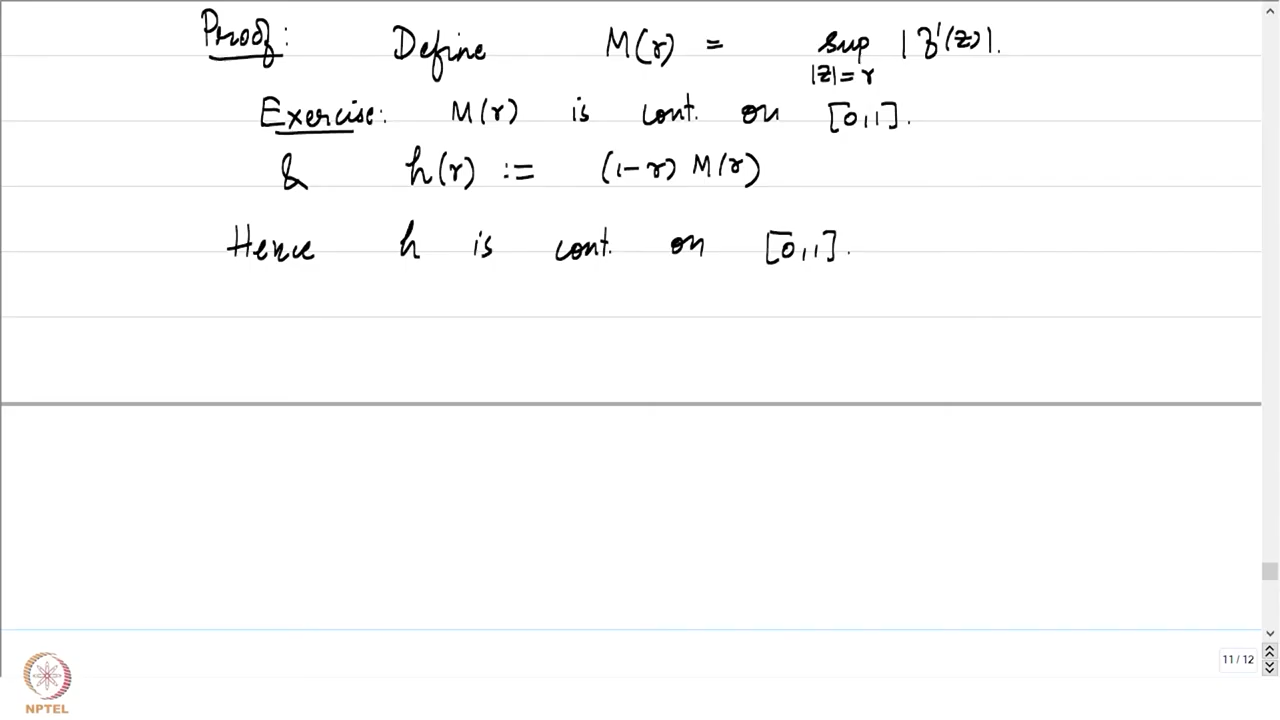 Proof: Define M(r) = sup |f'(z)|.
|z|=r
Exercise: M(r) is cont. on [0,1].
& h(r) := (1-r) M(r)
Hence h is cont. on [0,1].
11 / 12
NPTEL